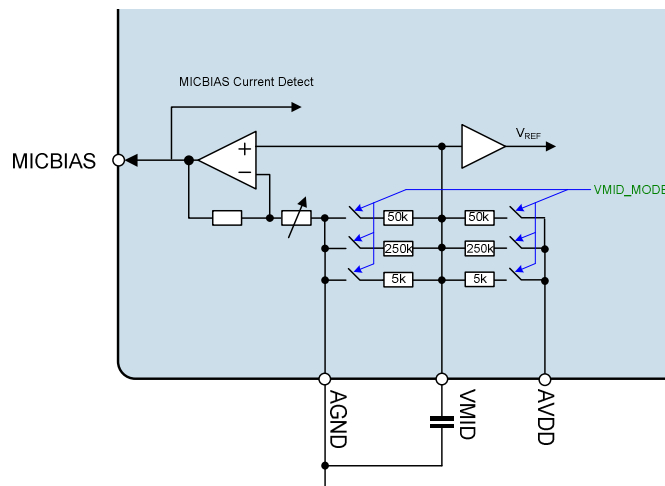 MICBIAS Current Detect
MICBIAS
+
−
VREF
VMID_MODE
50k 50k
250k 250k
5k 5k
AGND
VMID
AVDD